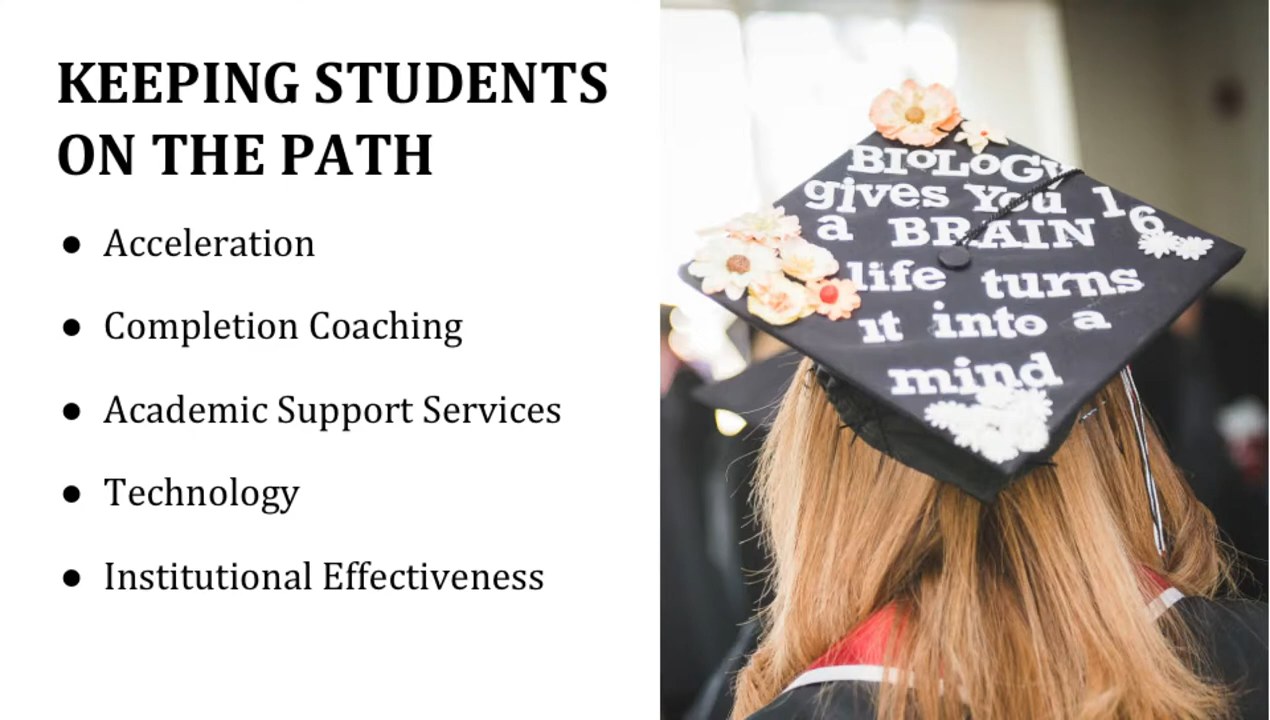 KEEPING STUDENTS
ON THE PATH
● Acceleration
● Completion Coaching
● Academic Support Services
● Technology
● Institutional Effectiveness
BIoLOGY
gives You 16
a BRAIN
life turns
it into a
mind